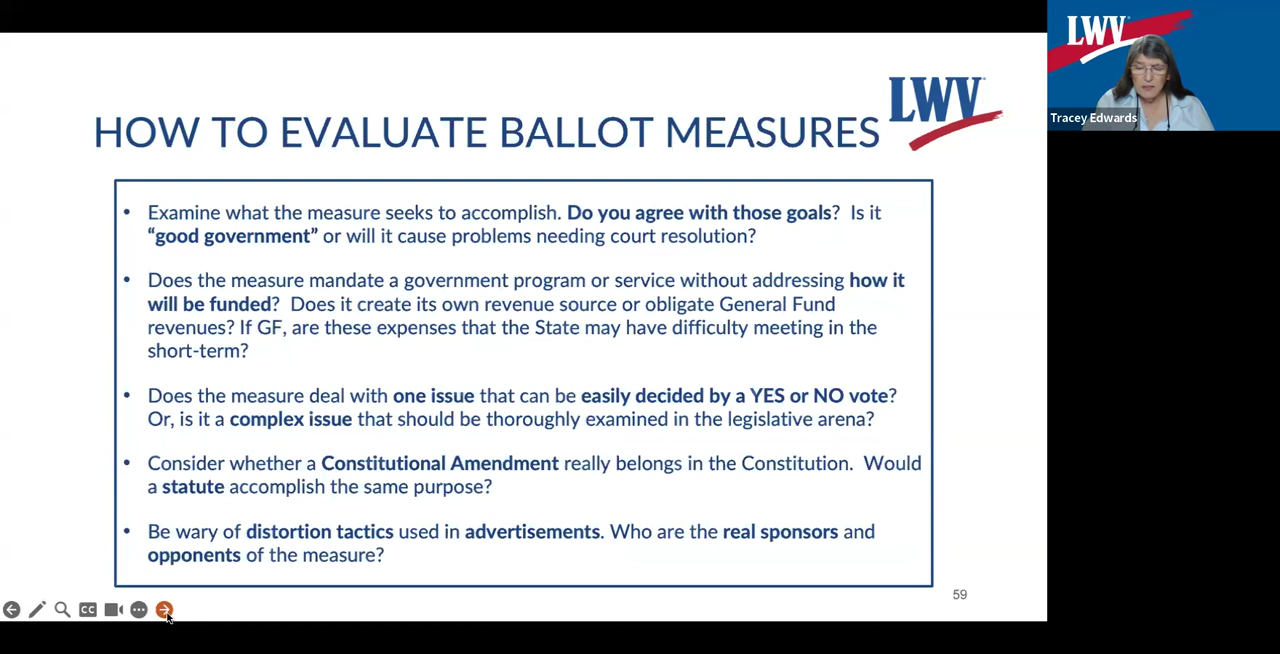 LWV
Tracey Edwards
LWV
HOW TO EVALUATE BALLOT MEASURES
• Examine what the measure seeks to accomplish. Do you agree with those goals? Is it
“good government” or will it cause problems needing court resolution?
• Does the measure mandate a government program or service without addressing how it
will be funded? Does it create its own revenue source or obligate General Fund
revenues? If GF, are these expenses that the State may have difficulty meeting in the
short-term?
• Does the measure deal with one issue that can be easily decided by a YES or NO vote?
Or, is it a complex issue that should be thoroughly examined in the legislative arena?
• Consider whether a Constitutional Amendment really belongs in the Constitution. Would
a statute accomplish the same purpose?
• Be wary of distortion tactics used in advertisements. Who are the real sponsors and
opponents of the measure?
59
CC